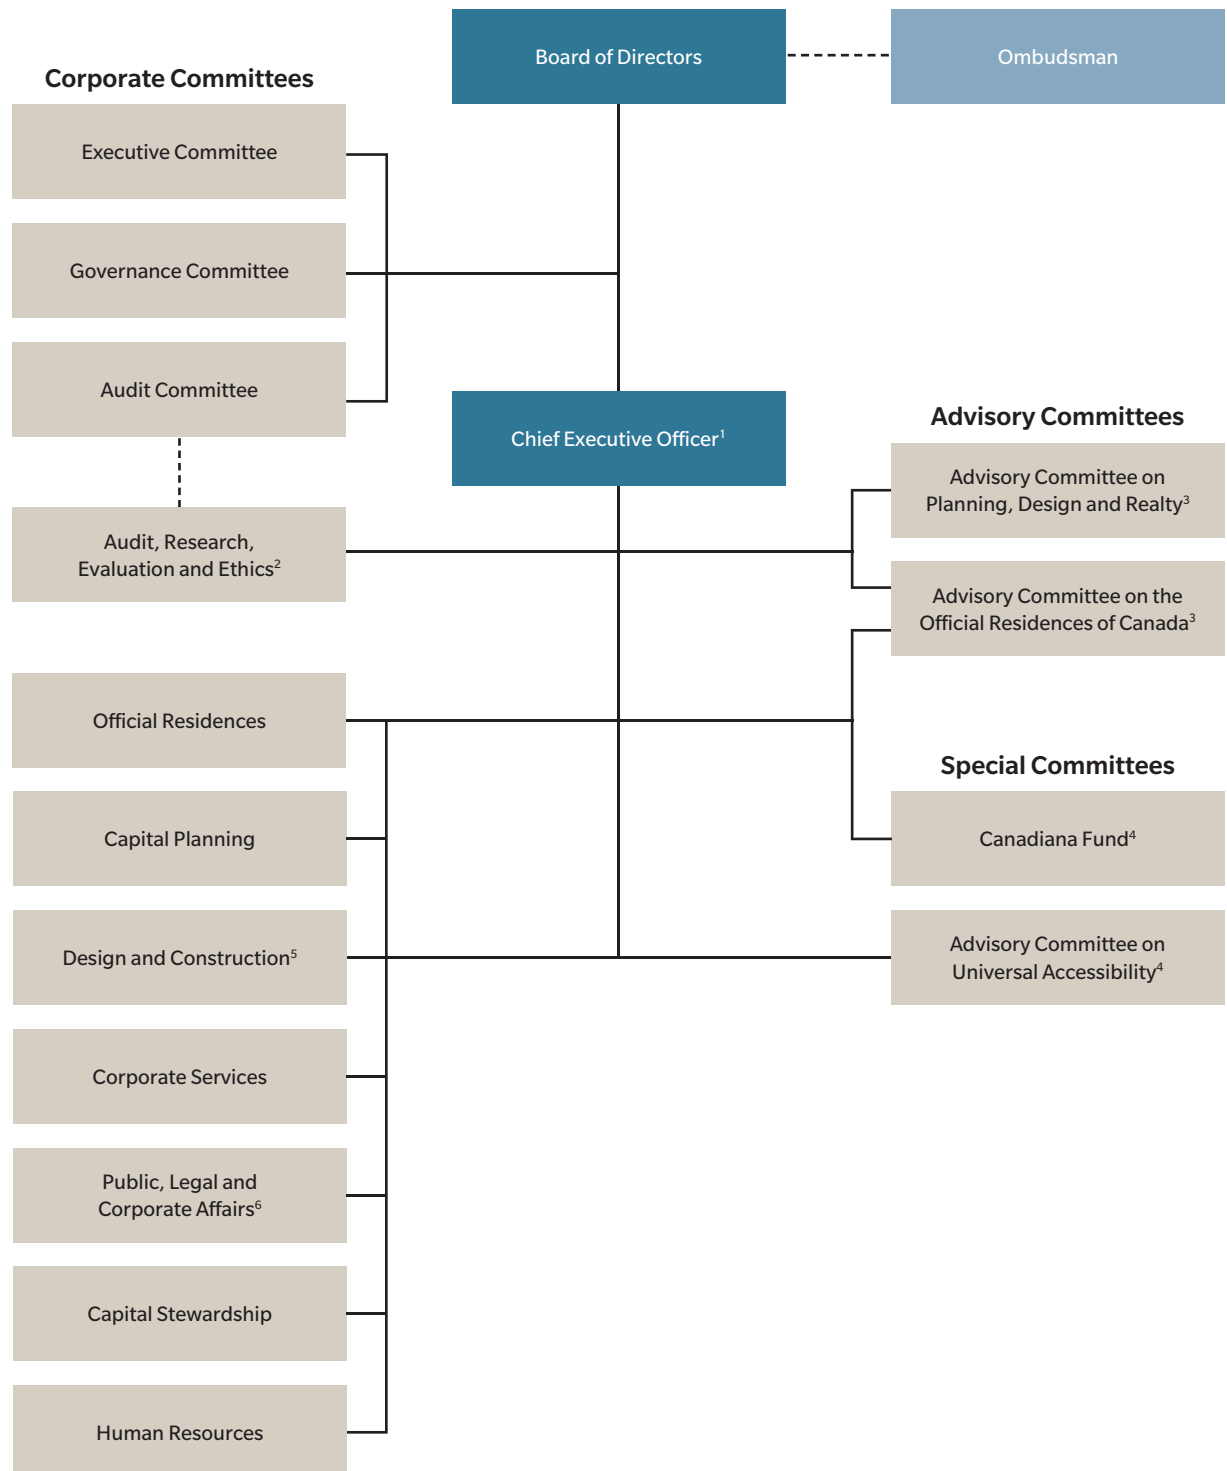 Board of Directors
Ombudsman
Corporate Committees
Executive Committee
Governance Committee
Audit Committee
Chief Executive Officer¹
Advisory Committees
Advisory Committee on
Planning, Design and Realty³
Audit, Research,
Evaluation and Ethics²
Advisory Committee on the
Official Residences of Canada³
Official Residences
Special Committees
Capital Planning
Canadiana Fund⁴
Design and Construction⁵
Advisory Committee on
Universal Accessibility⁴
Corporate Services
Public, Legal and
Corporate Affairs⁶
Capital Stewardship
Human Resources